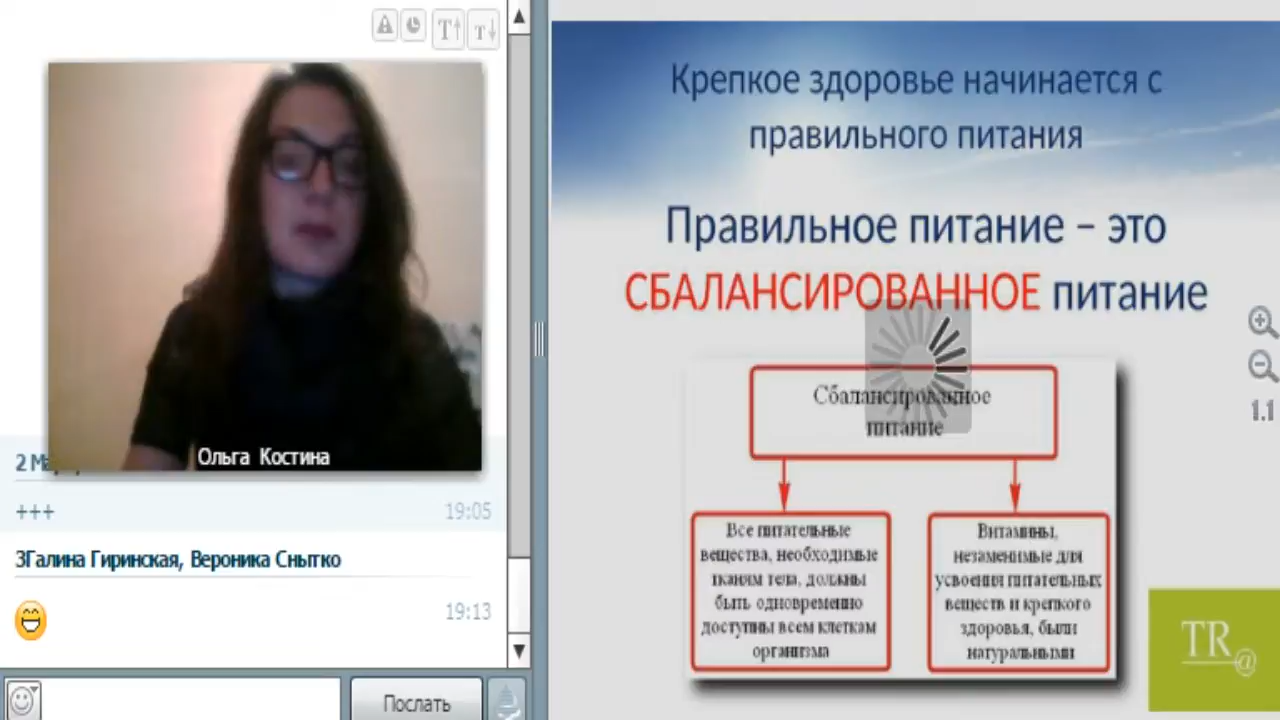 Ольга Костина
2
+++
19:05
3Галина Гиринская, Вероника Снытко
19:13
Послать
Крепкое здоровье начинается с
правильного питания
Правильное питание – это
СБАЛАНСИРОВАННОЕ питание
Сбалансированное
питание
Все питательные
вещества, необходимые
тканям тела, должны
быть одновременно
доступны всем клеткам
организма
Витамины,
незаменимые для
усвоения питательных
веществ и крепкого
здоровья, были
натуральными
1.1
TR@
T
T